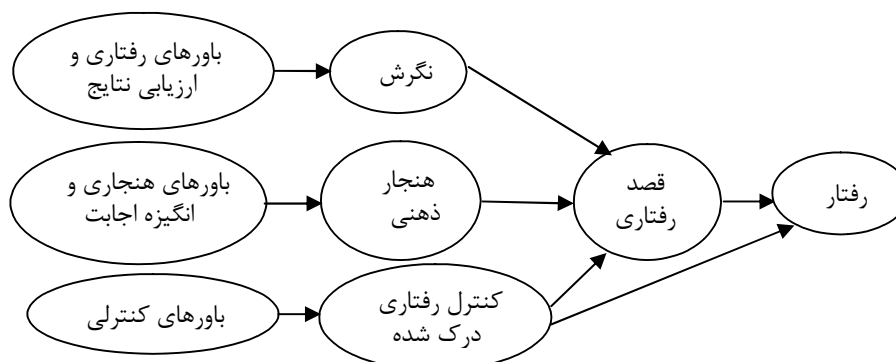 باورهای رفتاری و
ارزیابی نتایج
نگرش
باورهای هنجاری و
انگیزه اجابت
هنجار
ذهنی
قصد
رفتاری
رفتار
باورهای کنترلی
کنترل رفتاری
درک شده